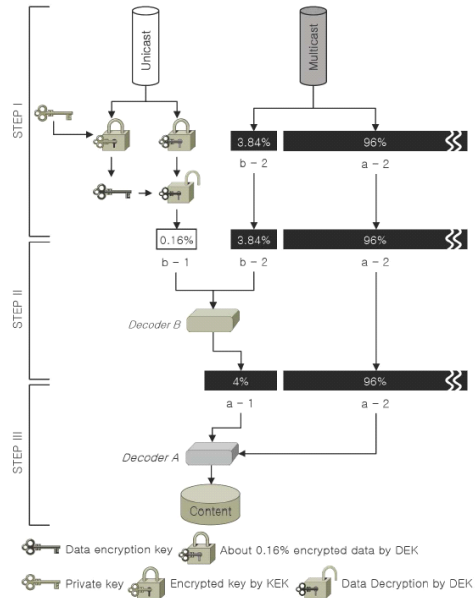 Unicast
Multicast
STEP I
3.84%
96%
b - 2
a - 2
0.16%
3.84%
96%
b - 1
b - 2
a - 2
STEP II
Decoder B
4%
96%
a - 1
a - 2
STEP III
Decoder A
Content
Data encryption key
About 0.16% encrypted data by DEK
Private key
Encrypted key by KEK
Data Decryption by DEK